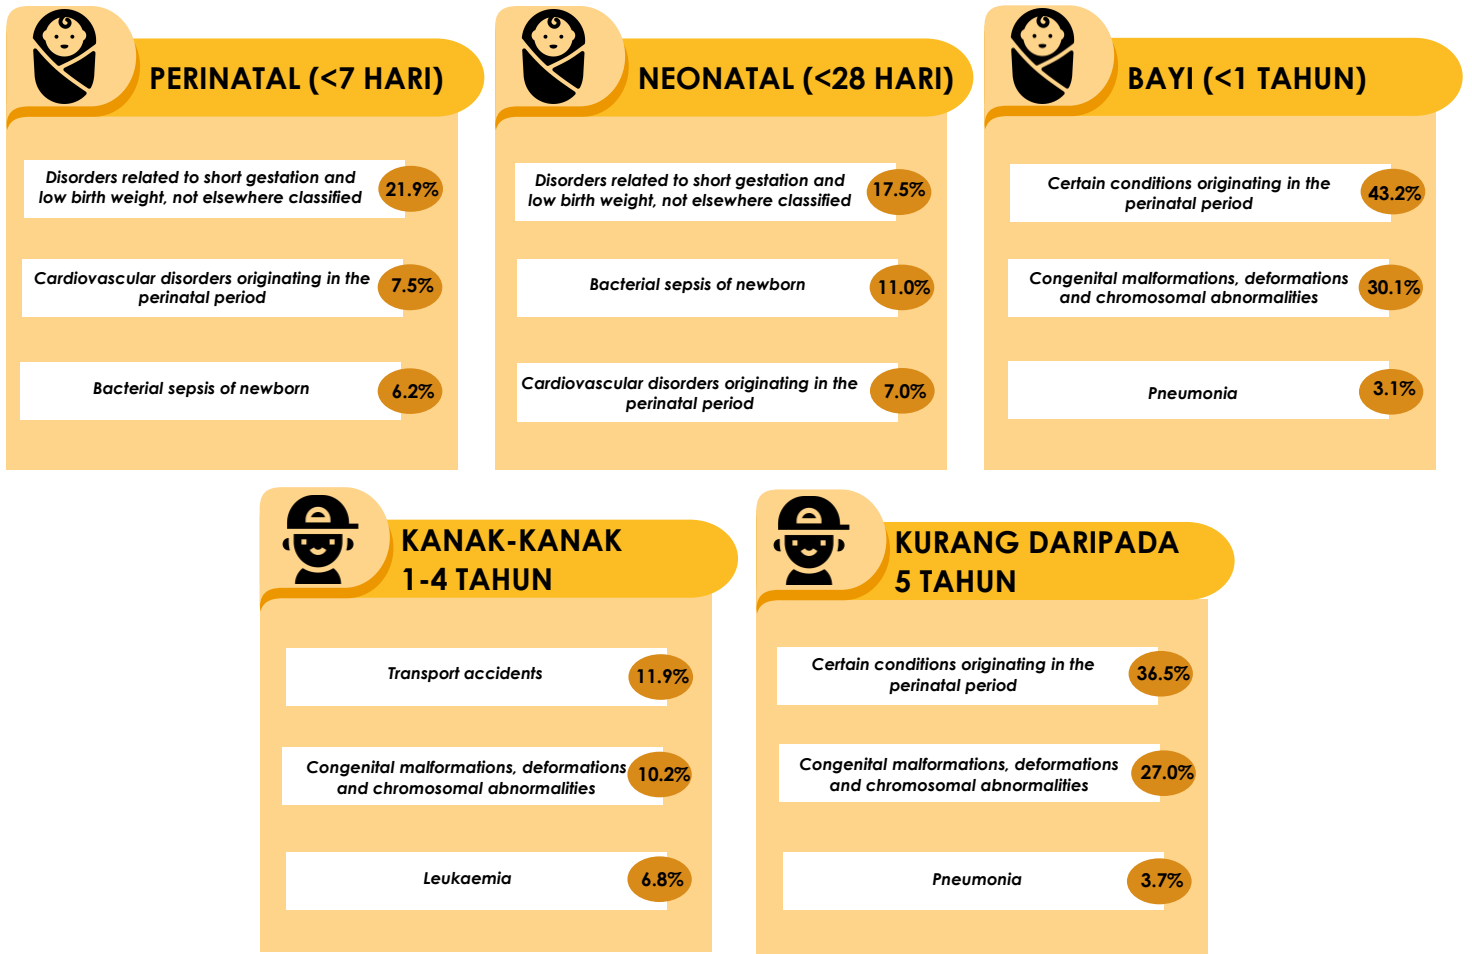 PERINATAL (<7 HARI)
Disorders related to short gestation and
low birth weight, not elsewhere classified
21.9%
Cardiovascular disorders originating in the
perinatal period
7.5%
Bacterial sepsis of newborn
6.2%
NEONATAL (<28 HARI)
Disorders related to short gestation and
low birth weight, not elsewhere classified
17.5%
Bacterial sepsis of newborn
11.0%
Cardiovascular disorders originating in the
perinatal period
7.0%
BAYI (<1 TAHUN)
Certain conditions originating in the
perinatal period
43.2%
Congenital malformations, deformations
and chromosomal abnormalities
30.1%
Pneumonia
3.1%
KANAK-KANAK
1-4 TAHUN
Transport accidents
11.9%
Congenital malformations, deformations
and chromosomal abnormalities
10.2%
Leukaemia
6.8%
KURANG DARIPADA
5 TAHUN
Certain conditions originating in the
perinatal period
36.5%
Congenital malformations, deformations
and chromosomal abnormalities
27.0%
Pneumonia
3.7%